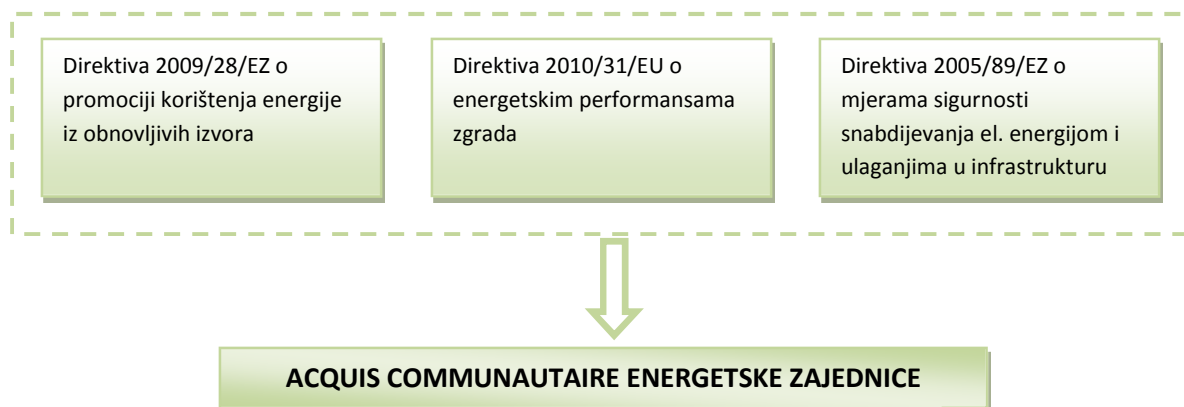 Direktiva 2009/28/EZ o
promociji korištenja energije
iz obnovljivih izvora
Direktiva 2010/31/EU o
energetskim performansama
zgrada
Direktiva 2005/89/EZ o
mjerama sigurnosti
snabdijevanja el. energijom i
ulaganjima u infrastrukturu
ACQUIS COMMUNAUTAIRE ENERGETSKE ZAJEDNICE